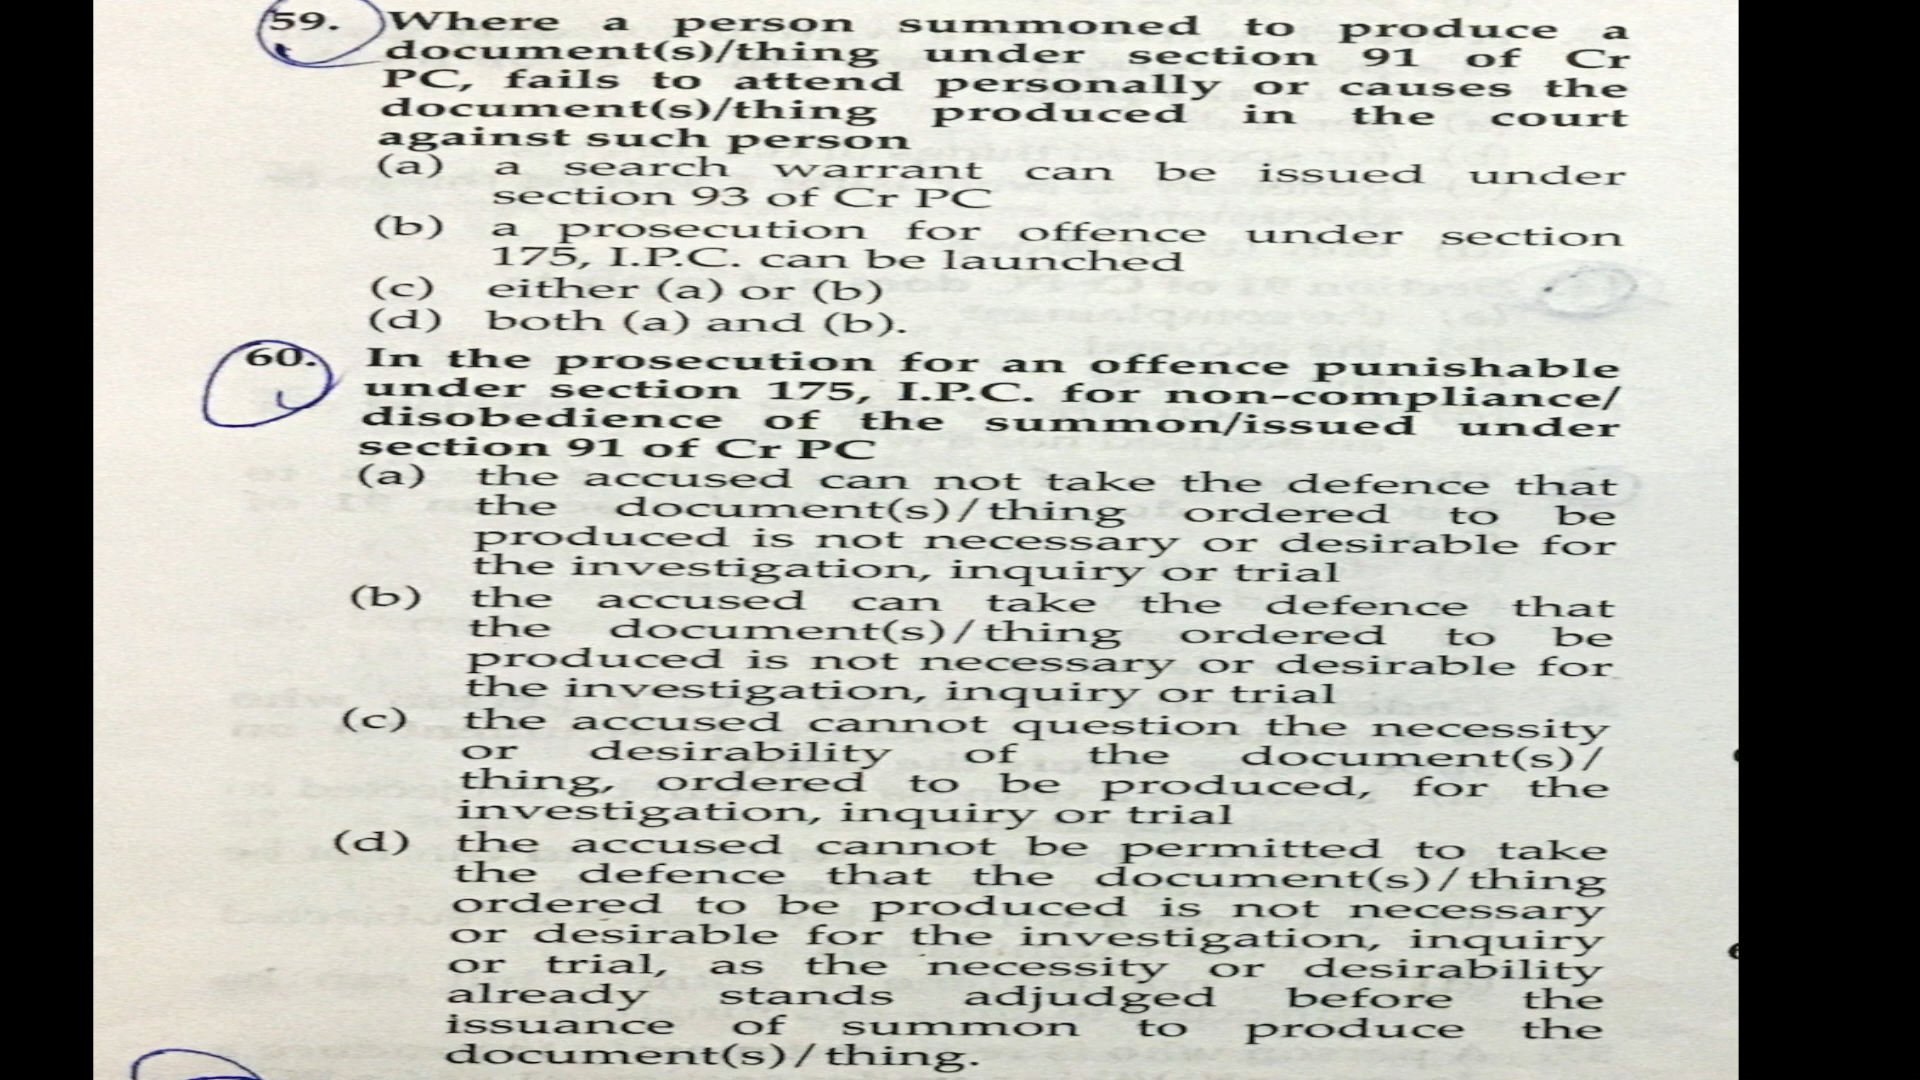 59. Where a person summoned to produce a
document(s)/thing under section 91 of Cr
PC, fails to attend personally or causes the
document(s)/thing produced in the court
against such person
(a) a search warrant can be issued under
section 93 of Cr PC
(b) a prosecution for offence under section
175, I.P.C. can be launched
(c) either (a) or (b)
(d) both (a) and (b).
60. In the prosecution for an offence punishable
under section 175, I.P.C. for non-compliance/
disobedience of the summon/issued under
section 91 of Cr PC
(a) the accused can not take the defence that
the document(s)/thing ordered to be
produced is not necessary or desirable for
the investigation, inquiry or trial
(b) the accused can take the defence that
the document(s)/thing ordered to be
produced is not necessary or desirable for
the investigation, inquiry or trial
(c) the accused cannot question the necessity
or desirability of the document(s)/
thing, ordered to be produced, for the
investigation, inquiry or trial
(d) the accused cannot be permitted to take
the defence that the document(s)/thing
ordered to be produced is not necessary
or desirable for the investigation, inquiry
or trial, as the necessity or desirability
already stands adjudged before the
issuance of summon to produce the
document(s)/thing.